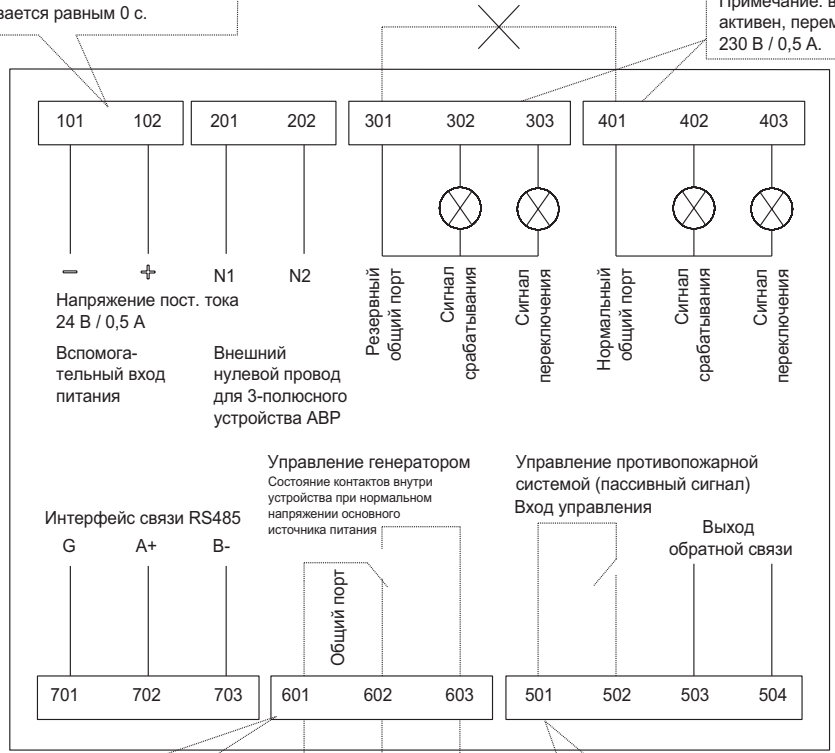 вается равным 0 с.
Примечание: в
активен, перем
230 В / 0,5 А.
101 102 201 202 301 302 303 401 402 403
− + N1 N2
Напряжение пост. тока
24 В / 0,5 А
Вспомога-
тельный вход
питания
Внешний
нулевой провод
для 3-полюсного
устройства АВР
Резервный
общий порт
Сигнал
срабатывания
Сигнал
переключения
Нормальный
общий порт
Сигнал
срабатывания
Сигнал
переключения
Интерфейс связи RS485
G A+ B-
Управление генератором
Состояние контактов внутри
устройства при нормальном
напряжении основного
источника питания
Общий порт
Управление противопожарной
системой (пассивный сигнал)
Вход управления
Выход
обратной связи
701 702 703 601 602 603 501 502 503 504